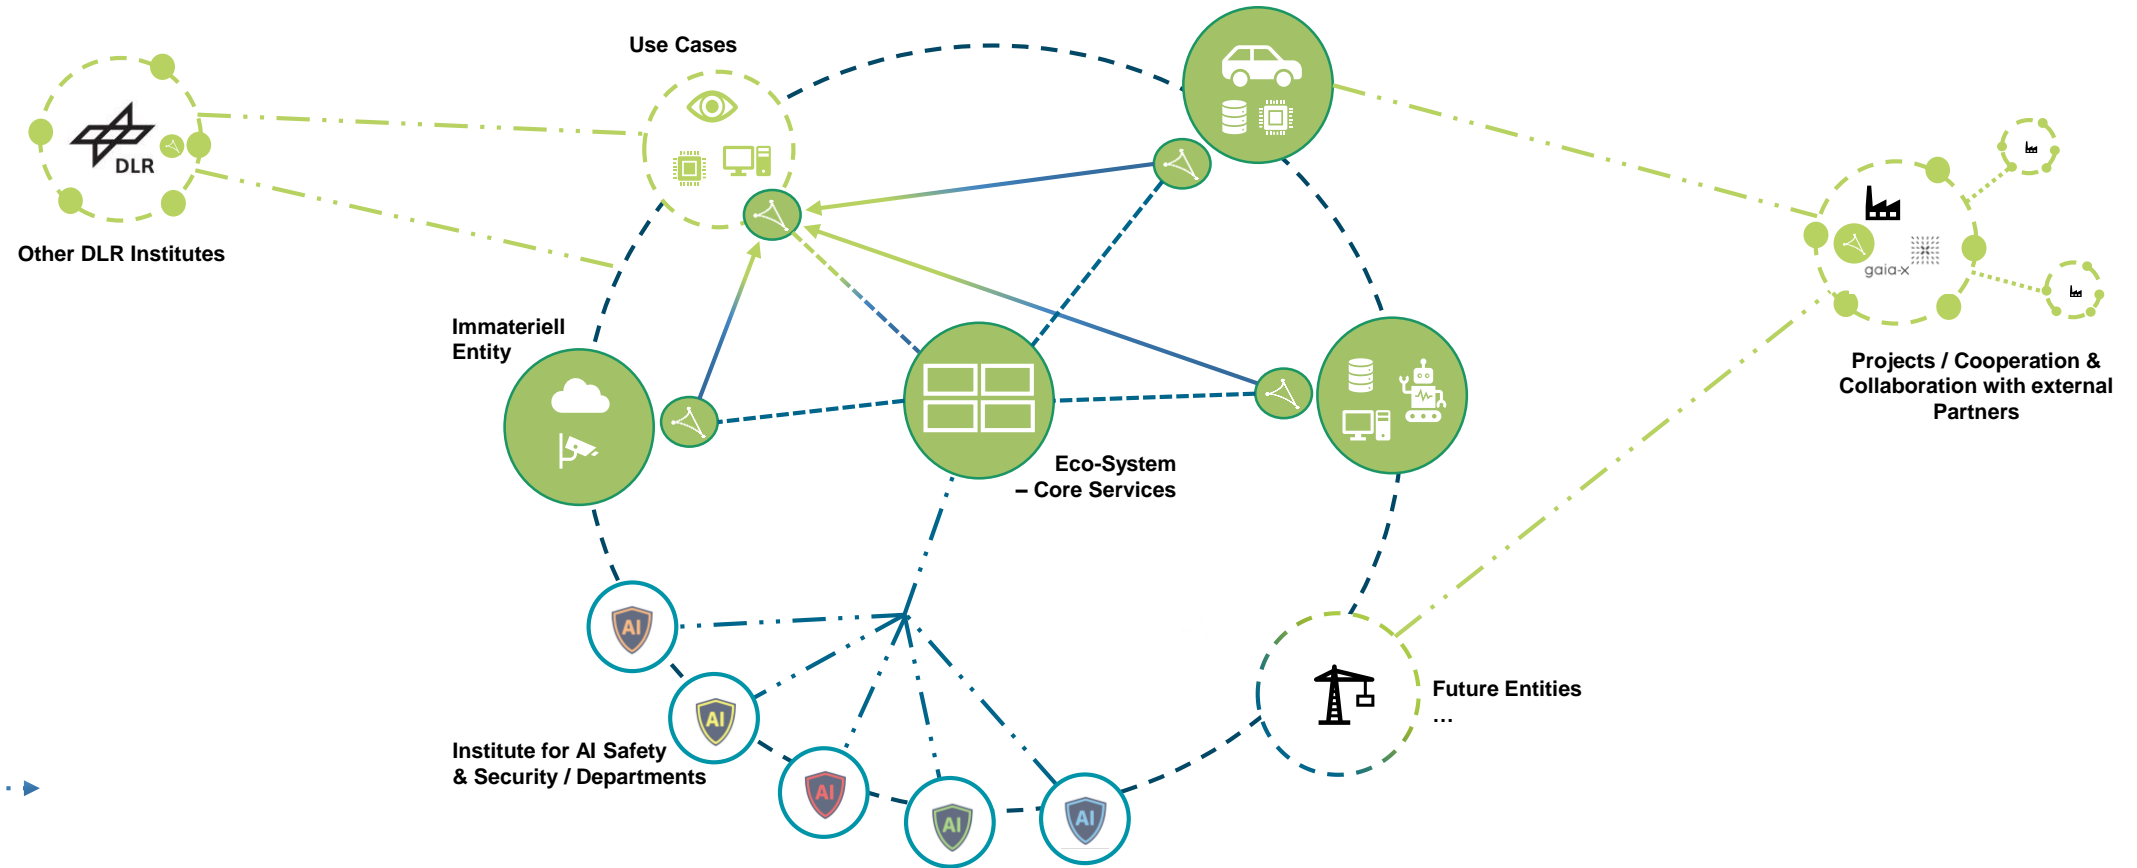 Use Cases
DLR
Other DLR Institutes
Immateriell
Entity
gaia-x
Projects / Cooperation &
Collaboration with external
Partners
Eco-System
– Core Services
AI
AI
AI
AI
AI
Institute for AI Safety
& Security / Departments
Future Entities
...